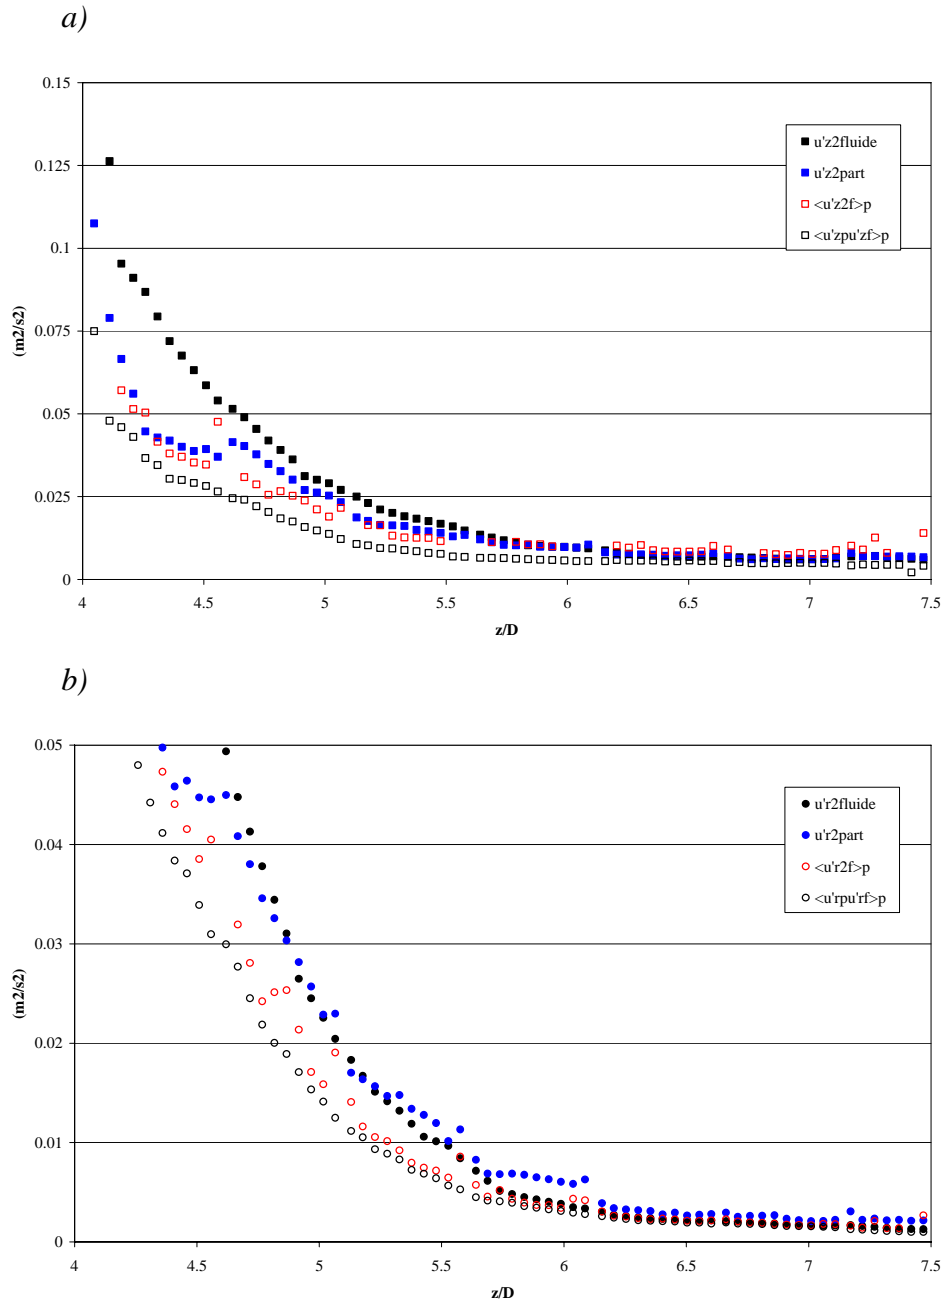 a)
0.15
0.125
0.1
0.075
0.05
0.025
0
(m2/s2)
4
4.5
5
5.5
6
6.5
7
7.5
z/D
u'z2fluide
u'z2part
<u'z2f>p
<u'zpu'zf>p
b)
0.05
0.04
0.03
0.02
0.01
0
(m2/s2)
4
4.5
5
5.5
6
6.5
7
7.5
z/D
u'r2fluide
u'r2part
<u'r2f>p
<u'rpu'rf>p